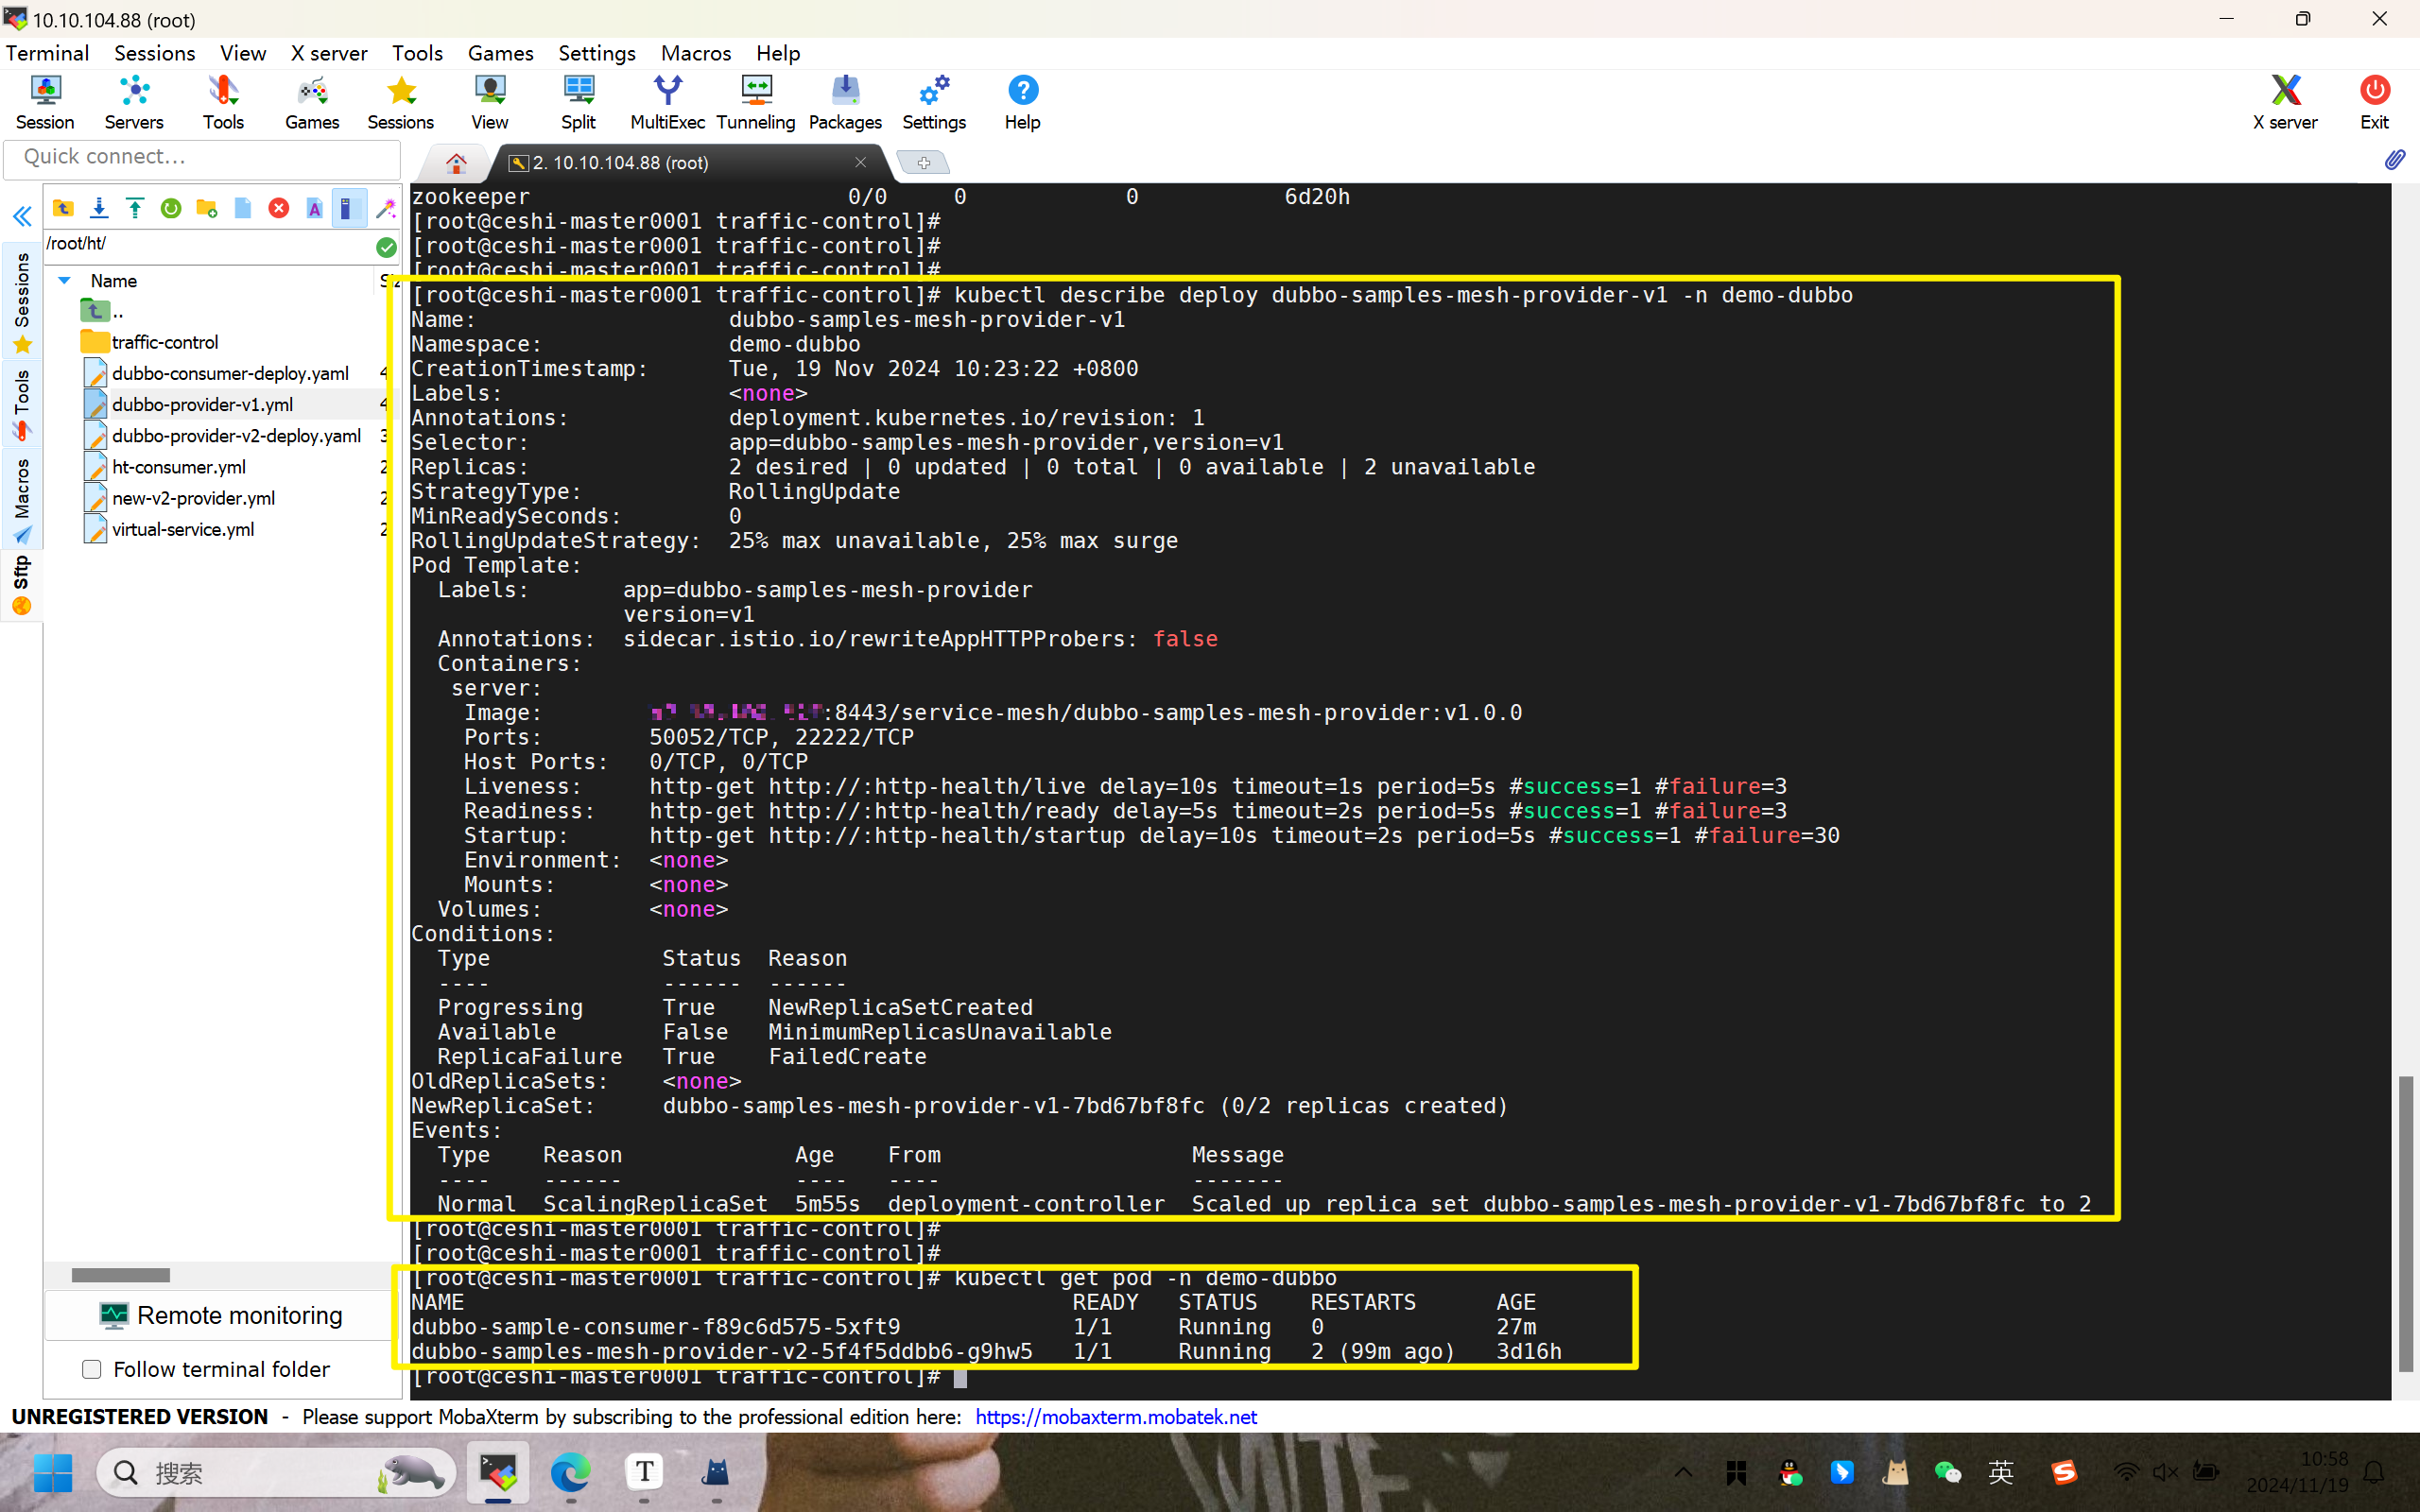 10.10.104.88 (root)
Terminal Sessions View X server Tools Games Settings Macros Help
Session Servers Tools Games Sessions View Split MultiExec Tunneling Packages Settings Help X server Exit
Quick connect...
2. 10.10.104.88 (root)
/root/ht/
Name
..
traffic-control
dubbo-consumer-deploy.yaml 4
dubbo-provider-v1.yml 4
dubbo-provider-v2-deploy.yaml 3
ht-consumer.yml 2
new-v2-provider.yml 2
virtual-service.yml 2
Sessions
Tools
Macros
Sftp
Remote monitoring
Follow terminal folder
zookeeper 0/0 0 0 6d20h
[root@ceshi-master0001 traffic-control]#
[root@ceshi-master0001 traffic-control]#
[root@ceshi-master0001 traffic-control]#
[root@ceshi-master0001 traffic-control]# kubectl describe deploy dubbo-samples-mesh-provider-v1 -n demo-dubbo
Name: dubbo-samples-mesh-provider-v1
Namespace: demo-dubbo
CreationTimestamp: Tue, 19 Nov 2024 10:23:22 +0800
Labels: <none>
Annotations: deployment.kubernetes.io/revision: 1
Selector: app=dubbo-samples-mesh-provider,version=v1
Replicas: 2 desired | 0 updated | 0 total | 0 available | 2 unavailable
StrategyType: RollingUpdate
MinReadySeconds: 0
RollingUpdateStrategy: 25% max unavailable, 25% max surge
Pod Template:
Labels: app=dubbo-samples-mesh-provider
version=v1
Annotations: sidecar.istio.io/rewriteAppHTTPProbers: false
Containers:
server:
Image: :8443/service-mesh/dubbo-samples-mesh-provider:v1.0.0
Ports: 50052/TCP, 22222/TCP
Host Ports: 0/TCP, 0/TCP
Liveness: http-get http://:http-health/live delay=10s timeout=1s period=5s #success=1 #failure=3
Readiness: http-get http://:http-health/ready delay=5s timeout=2s period=5s #success=1 #failure=3
Startup: http-get http://:http-health/startup delay=10s timeout=2s period=5s #success=1 #failure=30
Environment: <none>
Mounts: <none>
Volumes: <none>
Conditions:
Type Status Reason
---- ------ ------
Progressing True NewReplicaSetCreated
Available False MinimumReplicasUnavailable
ReplicaFailure True FailedCreate
OldReplicaSets: <none>
NewReplicaSet: dubbo-samples-mesh-provider-v1-7bd67bf8fc (0/2 replicas created)
Events:
Type Reason Age From Message
---- ------ ---- ---- -------
Normal ScalingReplicaSet 5m55s deployment-controller Scaled up replica set dubbo-samples-mesh-provider-v1-7bd67bf8fc to 2
[root@ceshi-master0001 traffic-control]#
[root@ceshi-master0001 traffic-control]#
[root@ceshi-master0001 traffic-control]# kubectl get pod -n demo-dubbo
NAME READY STATUS RESTARTS AGE
dubbo-sample-consumer-f89c6d575-5xft9 1/1 Running 0 27m
dubbo-samples-mesh-provider-v2-5f4f5ddbb6-g9hw5 1/1 Running 2 (99m ago) 3d16h
[root@ceshi-master0001 traffic-control]#
UNREGISTERED VERSION - Please support MobaXterm by subscribing to the professional edition here: https://mobaxterm.mobatek.net
搜索
英
10:58
2024/11/19